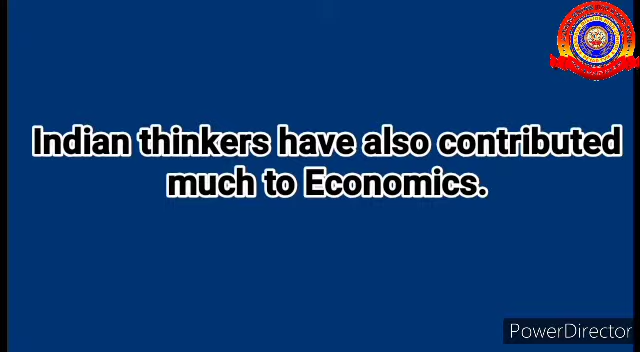 Indian thinkers have also contributed
much to Economics.
PowerDirector